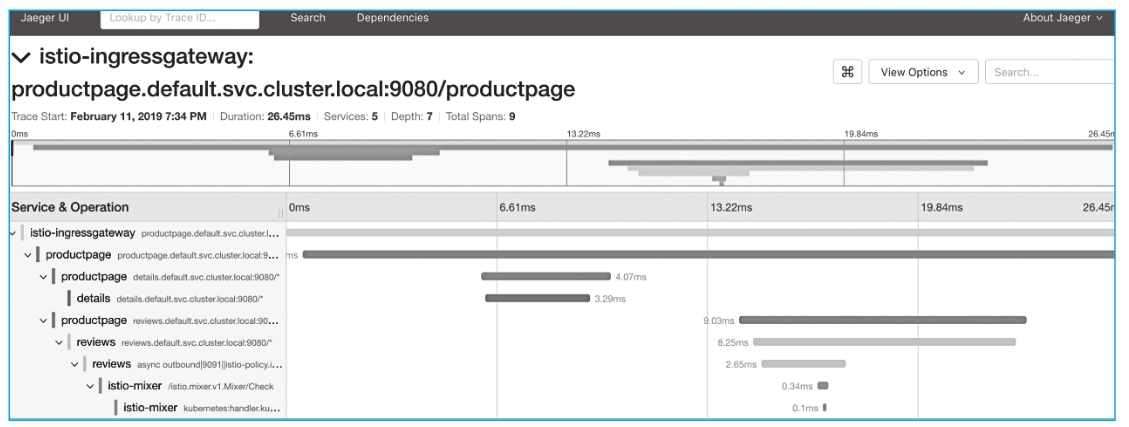 Jaeger UI Lookup by Trace ID... Search Dependencies About Jaeger
istio-ingressgateway:
productpage.default.svc.cluster.local:9080/productpage
⌘ View Options Search...
Trace Start: February 11, 2019 7:34 PM Duration: 26.45ms Services: 5 Depth: 7 Total Spans: 9
0ms 6.61ms 13.22ms 19.84ms 26.45m
Service & Operation 0ms 6.61ms 13.22ms 19.84ms 26.45m
istio-ingressgateway productpage.default.svc.cluster.l...
productpage productpage.default.svc.cluster.local:9... ms
productpage details.default.svc.cluster.local:9080/* 4.07ms
details details.default.svc.cluster.local:9080/* 3.29ms
productpage reviews.default.svc.cluster.local:90... 9.03ms
reviews reviews.default.svc.cluster.local:9080/* 8.25ms
reviews async outbound|9091||istio-policy.i... 2.65ms
istio-mixer /istio.mixer.v1.Mixer/Check 0.34ms
istio-mixer kubernetes:handler.ku... 0.1ms